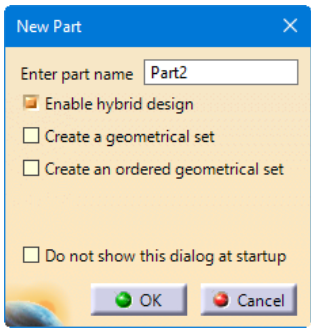 New Part
Enter part name Part2
Enable hybrid design
Create a geometrical set
Create an ordered geometrical set
Do not show this dialog at startup
OK Cancel